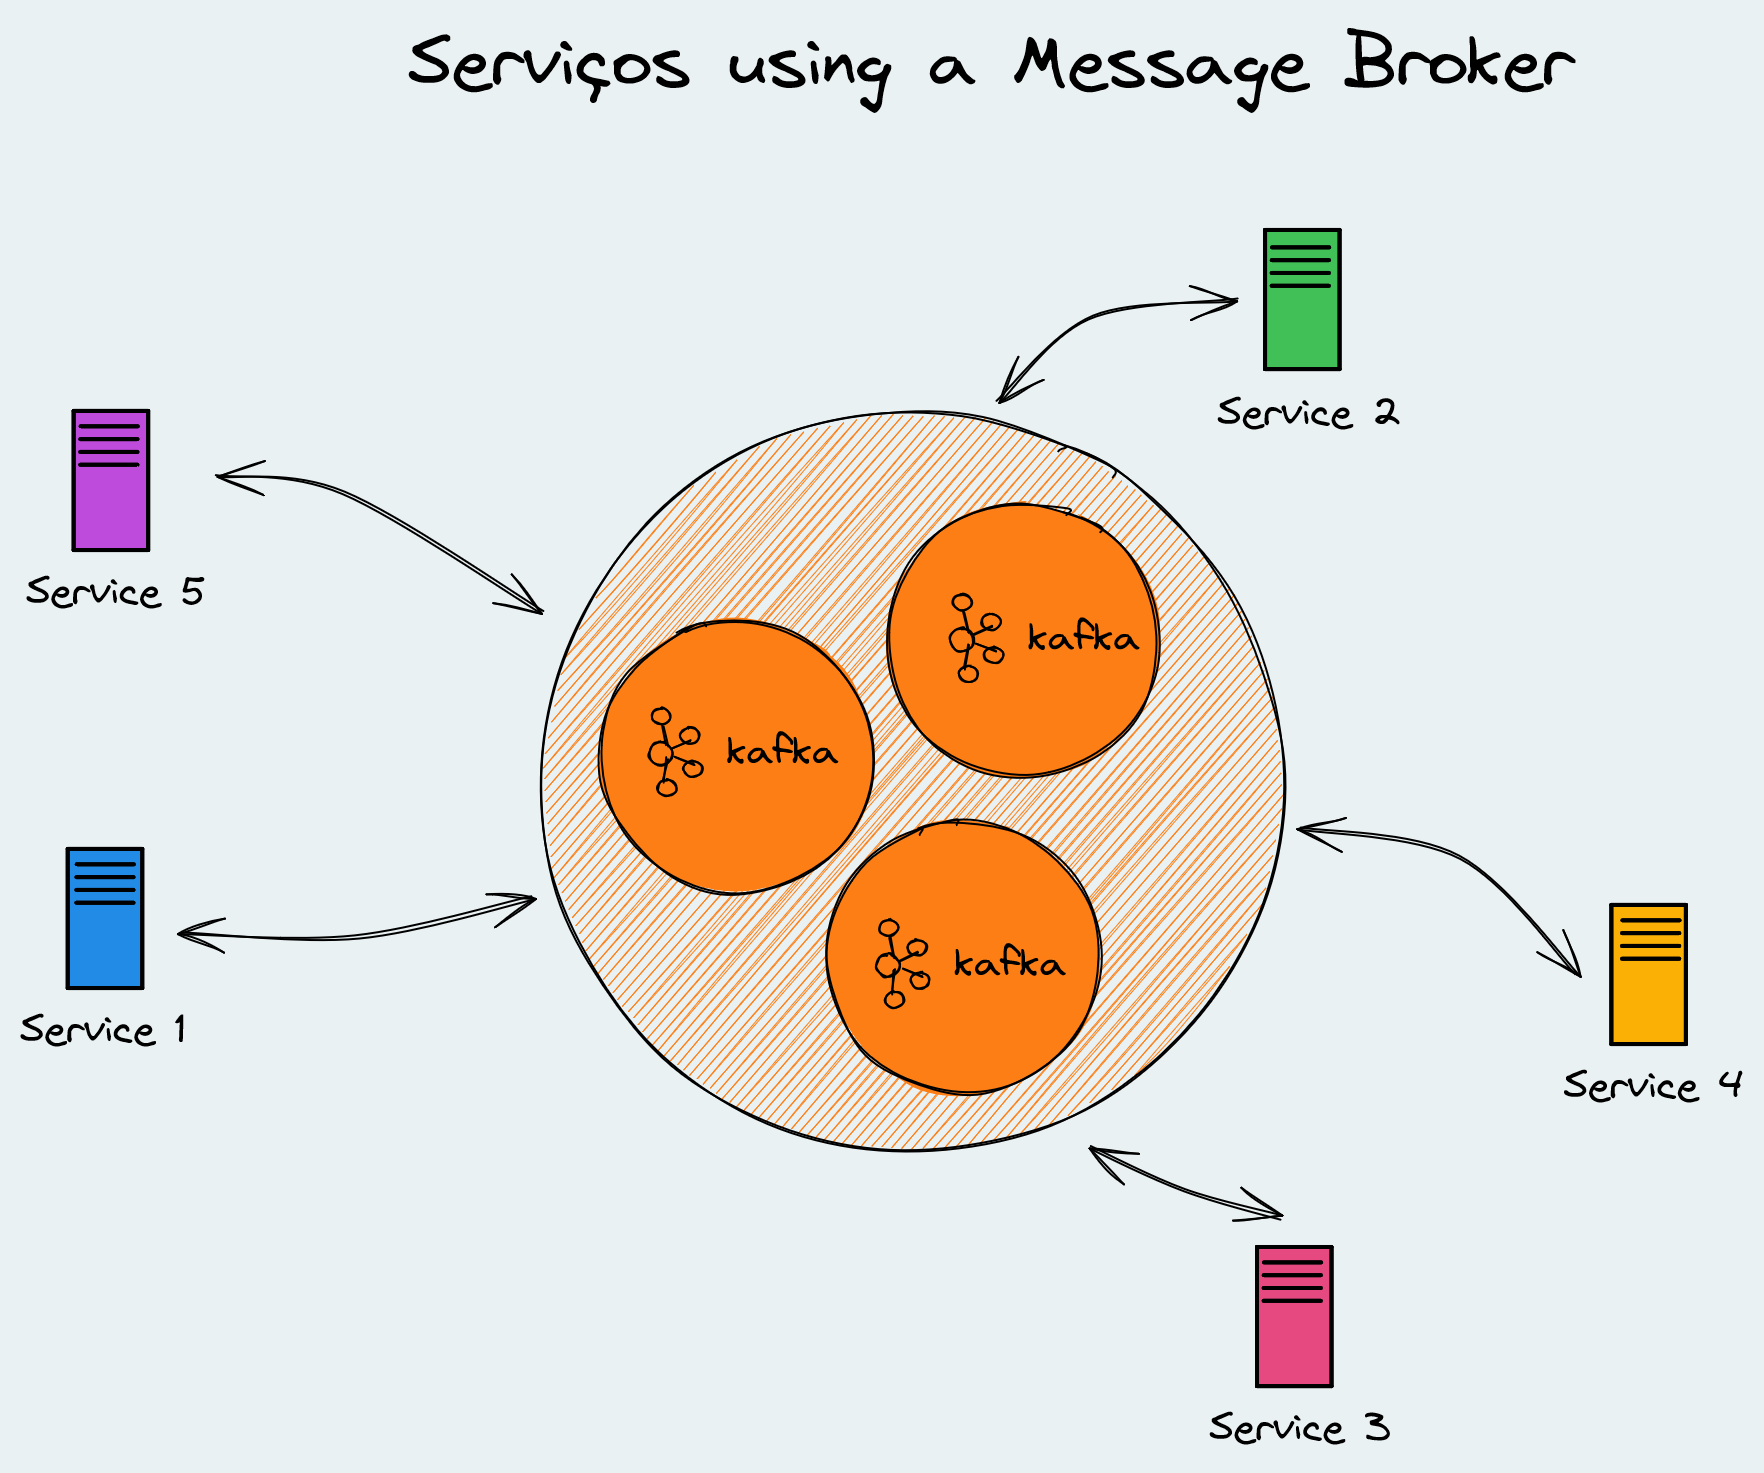 Serviços using a Message Broker
Service 2
Service 5
kafka
kafka
kafka
Service 1
Service 4
Service 3